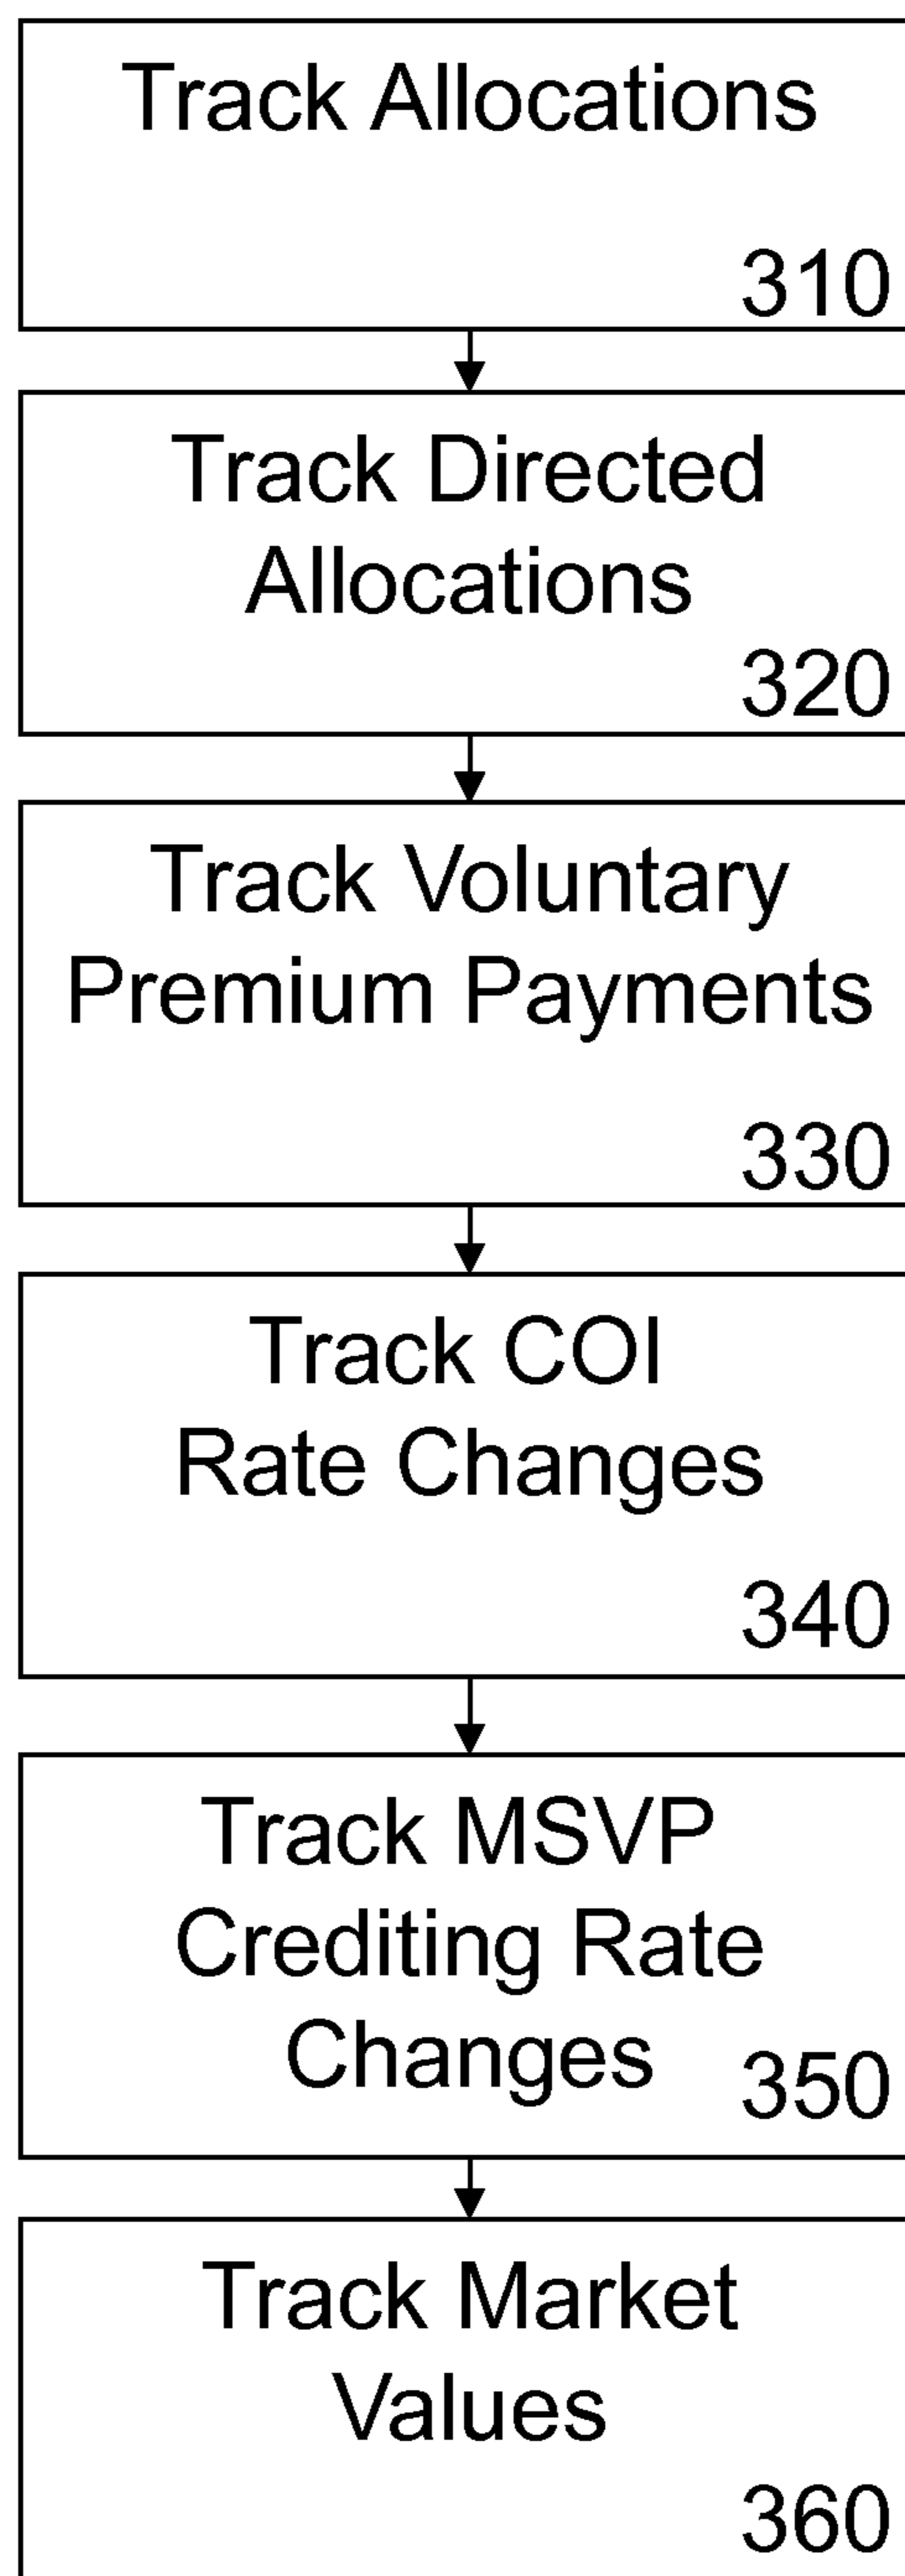 Track Allocations
310
Track Directed
Allocations
320
Track Voluntary
Premium Payments
330
Track COI
Rate Changes
340
Track MSVP
Crediting Rate
Changes
350
Track Market
Values
360